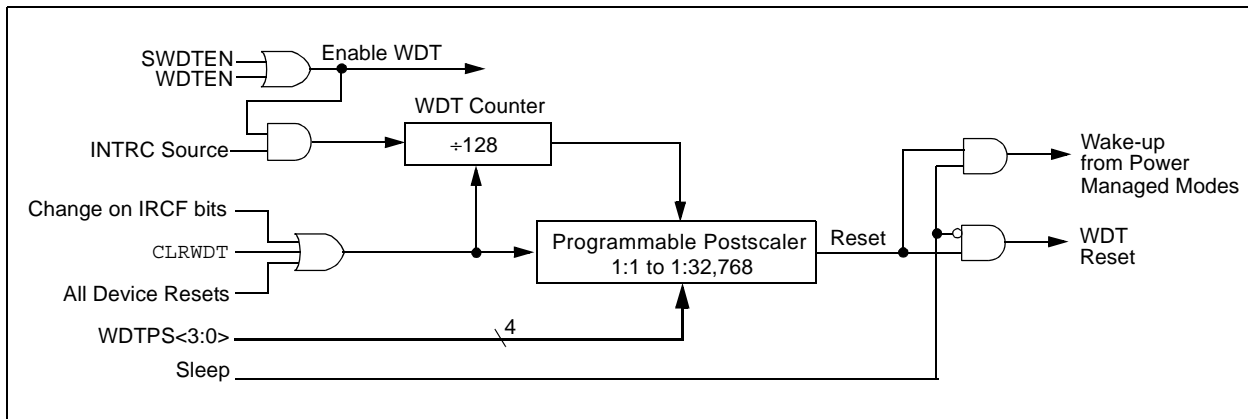 SWDTEN
WDTEN
Enable WDT
WDT Counter
÷128
INTRC Source
Wake-up
from Power
Managed Modes
Change on IRCF bits
CLRWDT
All Device Resets
Programmable Postscaler
1:1 to 1:32,768
Reset
WDT
Reset
WDTPS<3:0>
4
Sleep